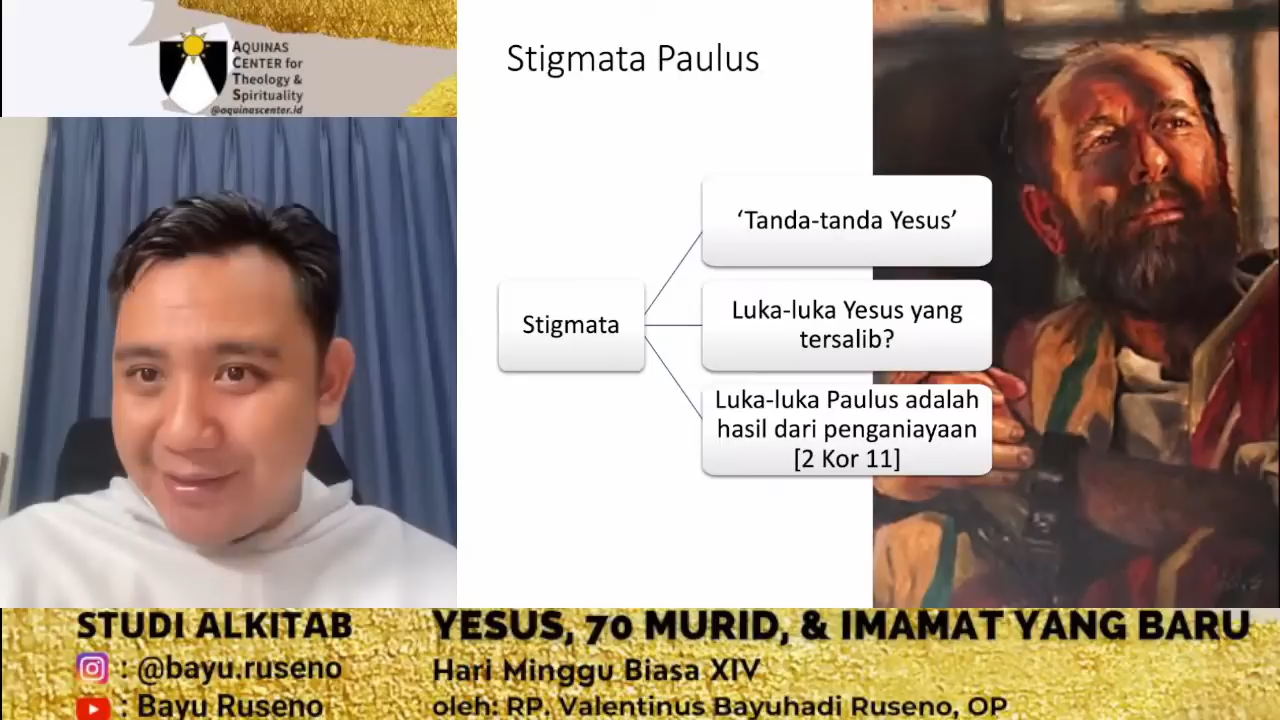 AQUINAS
CENTER for
Theology &
Spirituality
@aquinascenter.id
Stigmata Paulus
Stigmata
‘Tanda-tanda Yesus’
Luka-luka Yesus yang
tersalib?
Luka-luka Paulus adalah
hasil dari penganiayaan
[2 Kor 11]
STUDI ALKITAB
: @bayu.ruseno
: Bayu Ruseno
YESUS, 70 MURID, & IMAMAT YANG BARU
Hari Minggu Biasa XIV
oleh: RP. Valentinus Bayuhadi Ruseno, OP